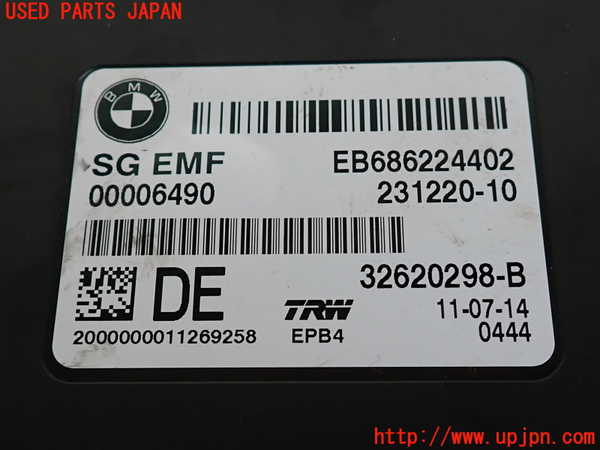 USED PARTS JAPAN
BMW
SG EMF
EB686224402
00006490
231220-10
DE
32620298-B
TRW
11-07-14
2000000011269258
EPB4
0444
https://www.upjpn.com/